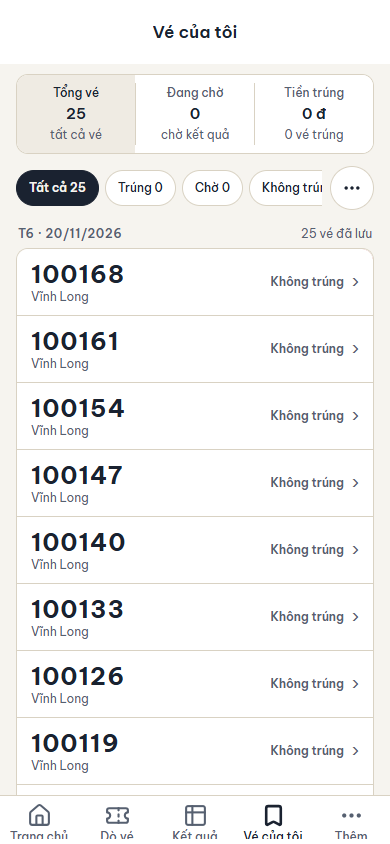 Vé của tôi
Tổng vé
25
tất cả vé
Đang chờ
0
chờ kết quả
Tiền trúng
0 đ
0 vé trúng
Tất cả 25
Trúng 0
Chờ 0
Không trún
T6 · 20/11/2026
25 vé đã lưu
100168
Vĩnh Long
Không trúng
100161
Vĩnh Long
Không trúng
100154
Vĩnh Long
Không trúng
100147
Vĩnh Long
Không trúng
100140
Vĩnh Long
Không trúng
100133
Vĩnh Long
Không trúng
100126
Vĩnh Long
Không trúng
100119
Vĩnh Long
Không trúng
Trang chủ
Dò vé
Kết quả
Vé của tôi
Thêm